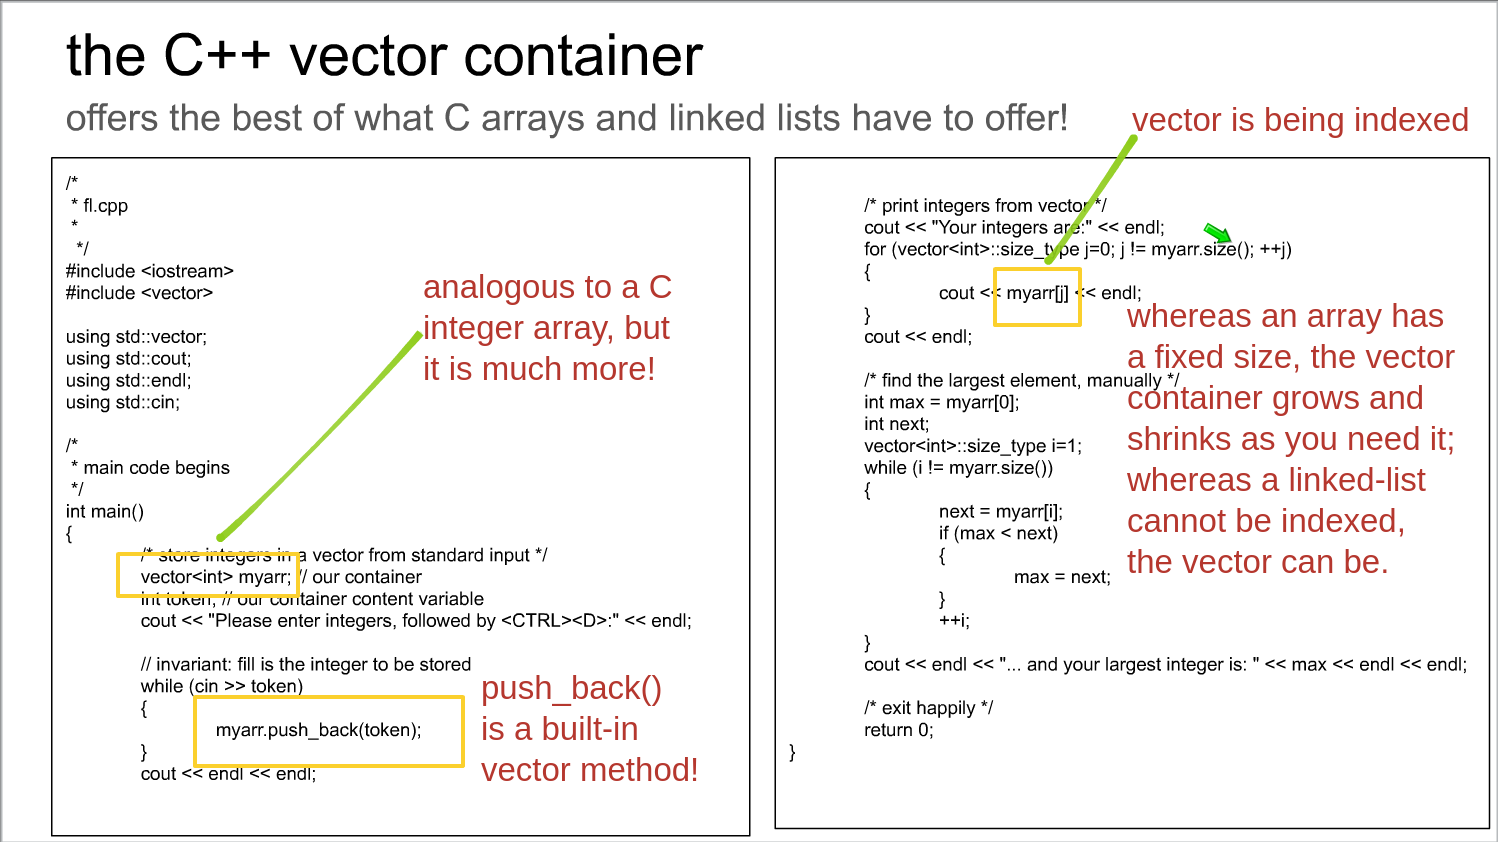 the C++ vector container
offers the best of what C arrays and linked lists have to offer!
vector is being indexed
/*
* fl.cpp
*
*/
#include <iostream>
#include <vector>
using std::vector;
using std::cout;
using std::endl;
using std::cin;
/*
* main code begins
*/
int main()
{
/* store integers in a vector from standard input */
vector<int> myarr; // our container
int token; // our container content variable
cout << "Please enter integers, followed by <CTRL><D>:" << endl;
// invariant: fill is the integer to be stored
while (cin >> token)
{
myarr.push_back(token);
}
cout << endl << endl;
analogous to a C
integer array, but
it is much more!
push_back()
is a built-in
vector method!
/* print integers from vector */
cout << "Your integers are:" << endl;
for (vector<int>::size_type j=0; j != myarr.size(); ++j)
{
cout << myarr[j] << endl;
}
cout << endl;
/* find the largest element, manually */
int max = myarr[0];
int next;
vector<int>::size_type i=1;
while (i != myarr.size())
{
next = myarr[i];
if (max < next)
{
max = next;
}
++i;
}
cout << endl << "... and your largest integer is: " << max << endl << endl;
/* exit happily */
return 0;
}
whereas an array has
a fixed size, the vector
container grows and
shrinks as you need it;
whereas a linked-list
cannot be indexed,
the vector can be.